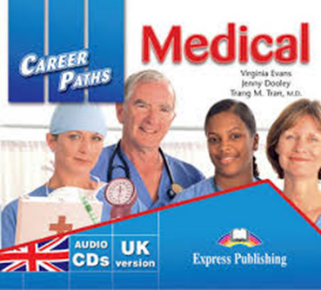 CAREER PATHS
Medical
Virginia Evans
Jenny Dooley
Trang M. Tran, M.D.
AUDIO
CDs
UK
version
Express Publishing